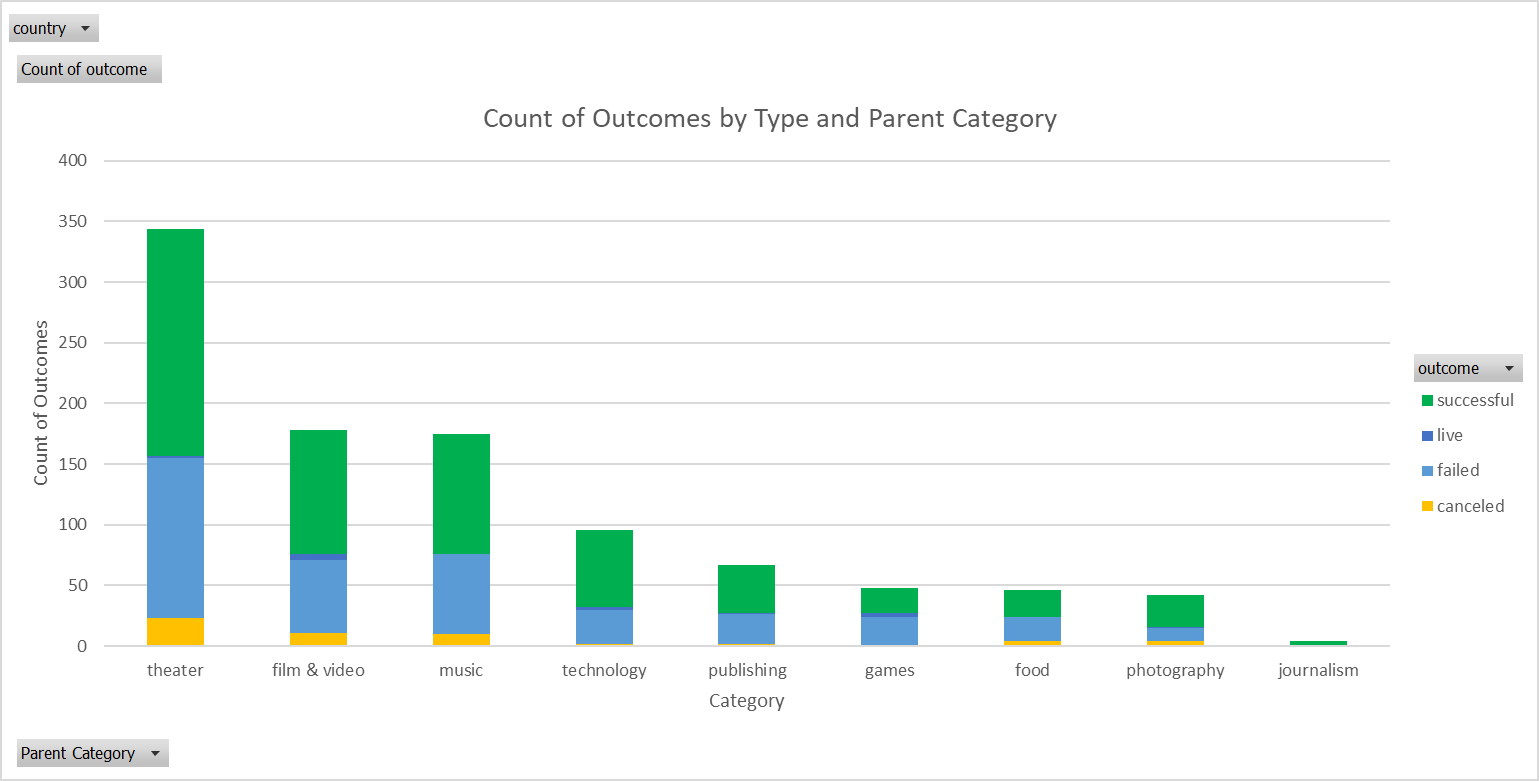 country
Count of outcome
Count of Outcomes by Type and Parent Category
400
350
300
250
200
150
100
50
0
Count of Outcomes
theater film & video music technology publishing games food photography journalism
Category
outcome
successful
live
failed
canceled
Parent Category